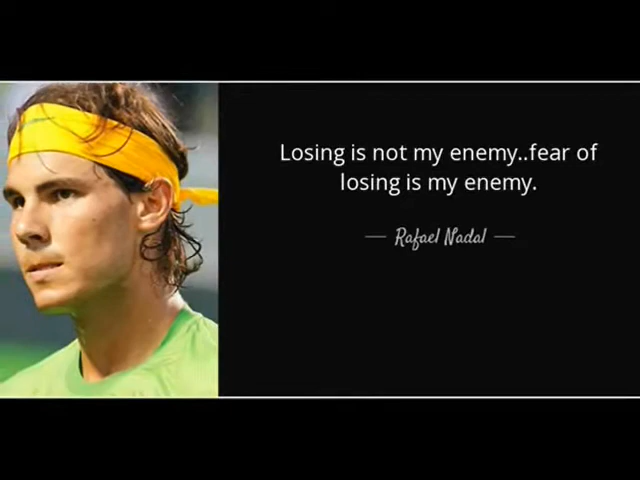 Losing is not my enemy..fear of
losing is my enemy.
— Rafael Nadal —